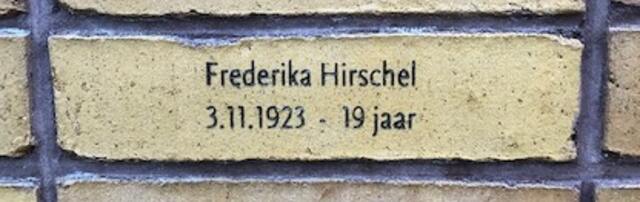 Frederika Hirschel
3.11.1923 - 19 jaar